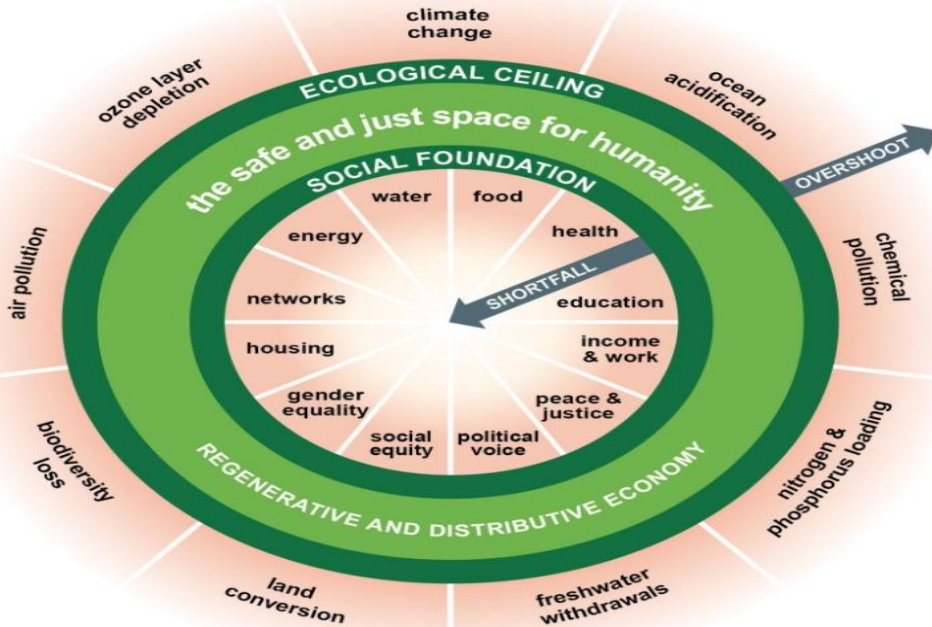 climate
change
ozone layer
depletion
ocean
acidification
ECOLOGICAL CEILING
the safe and just space for humanity
OVERSHOOT
SOCIAL FOUNDATION
water
food
energy
health
air pollution
chemical
pollution
SHORTFALL
networks
education
housing
income
& work
gender
equality
peace &
justice
social
equity
political
voice
biodiversity
loss
nitrogen &
phosphorus loading
REGENERATIVE AND DISTRIBUTIVE ECONOMY
land
conversion
freshwater
withdrawals